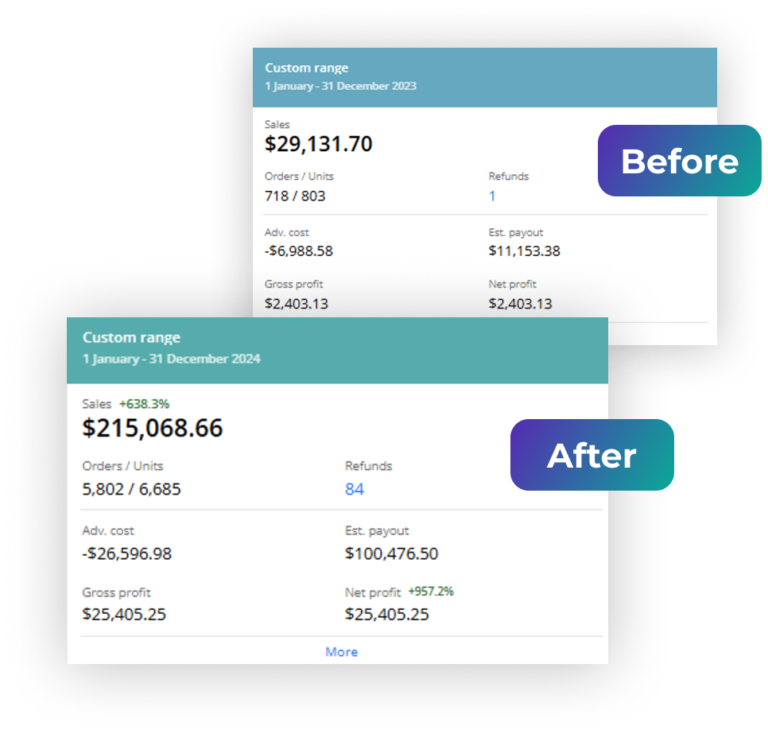 Custom range
1 January - 31 December 2023
Sales
$29,131.70
Before
Orders / Units Refunds
718 / 803 1
Adv. cost Est. payout
-$6,988.58 $11,153.38
Gross profit Net profit
$2,403.13 $2,403.13
Custom range
1 January - 31 December 2024
Sales +638.3%
$215,068.66
After
Orders / Units Refunds
5,802 / 6,685 84
Adv. cost Est. payout
-$26,596.98 $100,476.50
Gross profit Net profit +957.2%
$25,405.25 $25,405.25
More